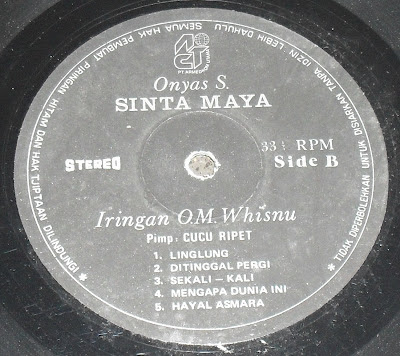 SEMUA HAK PEMBUAT PIRINGAN HITAM DAN HAK TJIPTAAN DILINDUNGI
* TIDAK DIPERBOLEHKAN UNTUK DISIARKAN TANPA IDZIN LEBIH DAHULU
Onyas S.
SINTA MAYA
33⅓ RPM
STEREO
Side B
Iringan O.M. Whisnu
Pimp: CUCU RIPET
1. LINGLUNG
2. DITINGGAL PERGI
3. SEKALI – KALI
4. MENGAPA DUNIA INI
5. HAYAL ASMARA